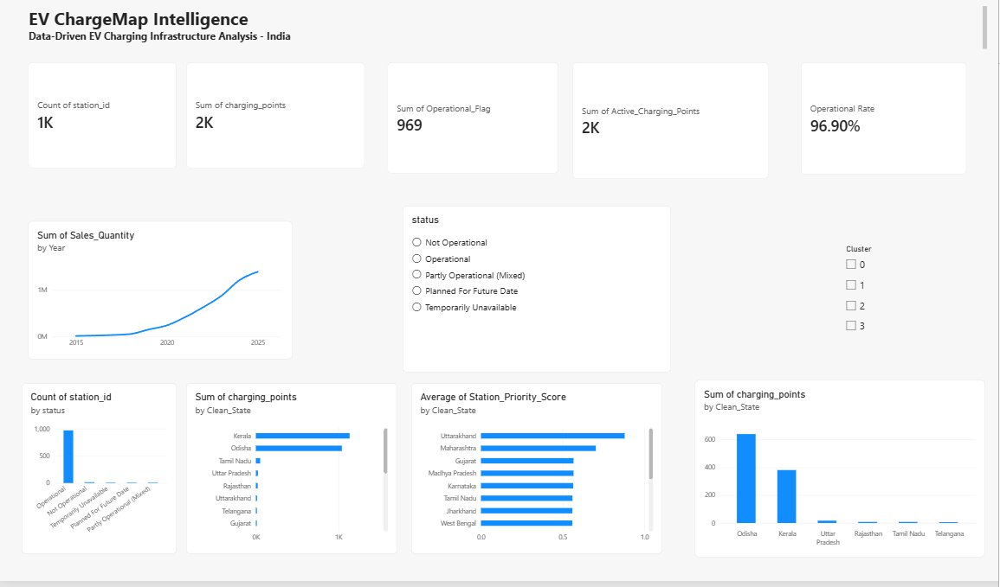 EV ChargeMap Intelligence
Data-Driven EV Charging Infrastructure Analysis - India
Count of station_id
1K
Sum of charging_points
2K
Sum of Operational_Flag
969
Sum of Active_Charging_Points
2K
Operational Rate
96.90%
Sum of Sales_Quantity
by Year
1M
0M
2015
2020
2025
status
Not Operational
Operational
Partly Operational (Mixed)
Planned For Future Date
Temporarily Unavailable
Cluster
0
1
2
3
Count of station_id
by status
1,000
500
0
Operational
Not Operational
Temporarily Unavailable
Planned For Future Date
Partly Operational (Mixed)
Sum of charging_points
by Clean_State
Kerala
Odisha
Tamil Nadu
Uttar Pradesh
Rajasthan
Uttarakhand
Telangana
Gujarat
0K
1K
Average of Station_Priority_Score
by Clean_State
Uttarakhand
Maharashtra
Gujarat
Madhya Pradesh
Karnataka
Tamil Nadu
Jharkhand
West Bengal
0.0
0.5
1.0
Sum of charging_points
by Clean_State
600
400
200
0
Odisha
Kerala
Uttar
Pradesh
Rajasthan
Tamil Nadu
Telangana